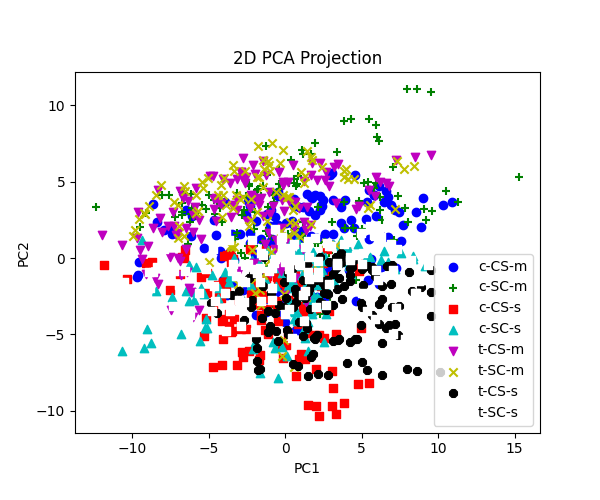 2D PCA Projection
PC2
10
5
0
−5
−10
−10
−5
0
5
10
15
PC1
c-CS-m
c-SC-m
c-CS-s
c-SC-s
t-CS-m
t-SC-m
t-CS-s
t-SC-s